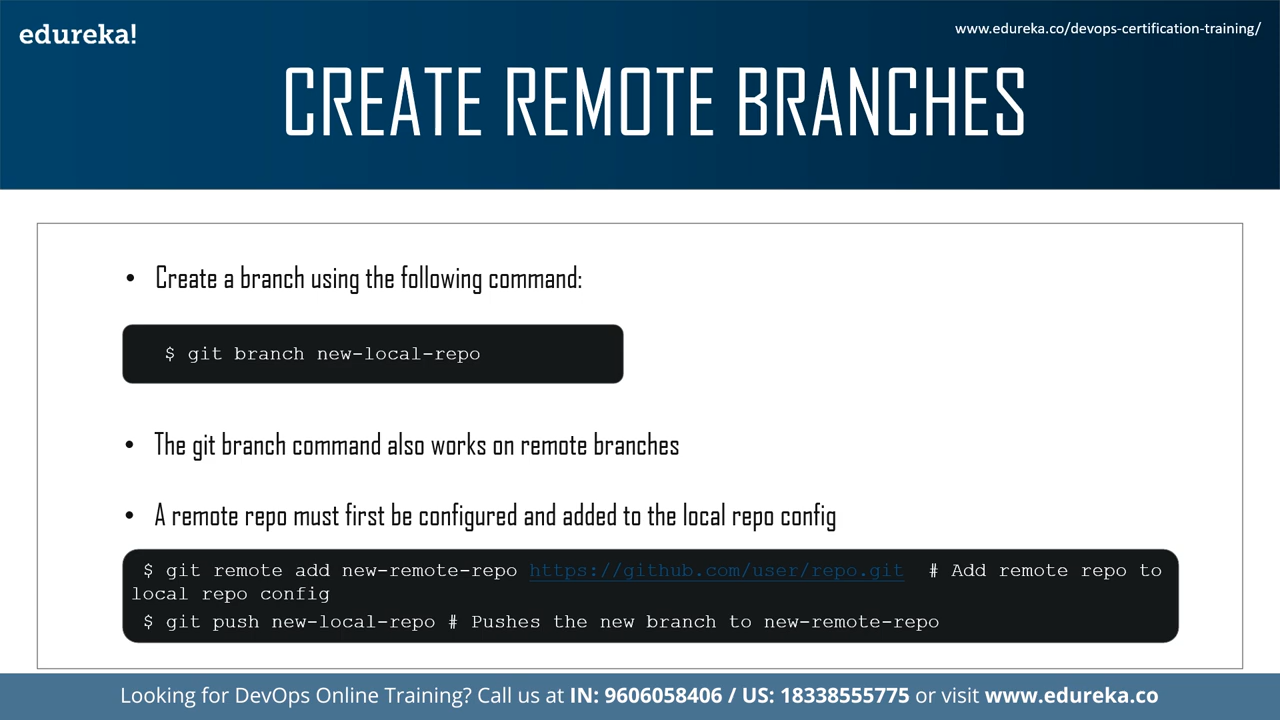 edureka!
www.edureka.co/devops-certification-training/
CREATE REMOTE BRANCHES
• Create a branch using the following command:
$ git branch new-local-repo
• The git branch command also works on remote branches
• A remote repo must first be configured and added to the local repo config
$ git remote add new-remote-repo https://github.com/user/repo.git # Add remote repo to
local repo config
$ git push new-local-repo # Pushes the new branch to new-remote-repo
Looking for DevOps Online Training? Call us at IN: 9606058406 / US: 18338555775 or visit www.edureka.co